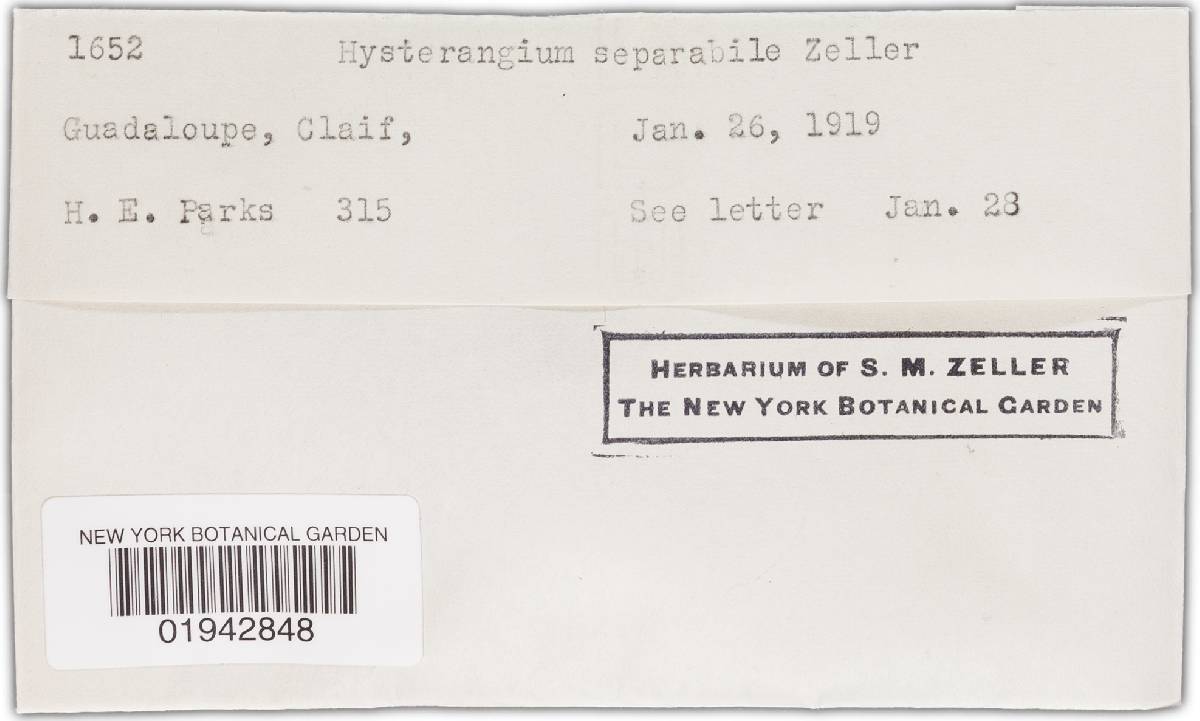 1652 Hysterangium separabile Zeller
Guadaloupe, Claif, Jan. 26, 1919
H. E. Parks 315 See letter Jan. 28
HERBARIUM OF S. M. ZELLER
THE NEW YORK BOTANICAL GARDEN
NEW YORK BOTANICAL GARDEN
01942848